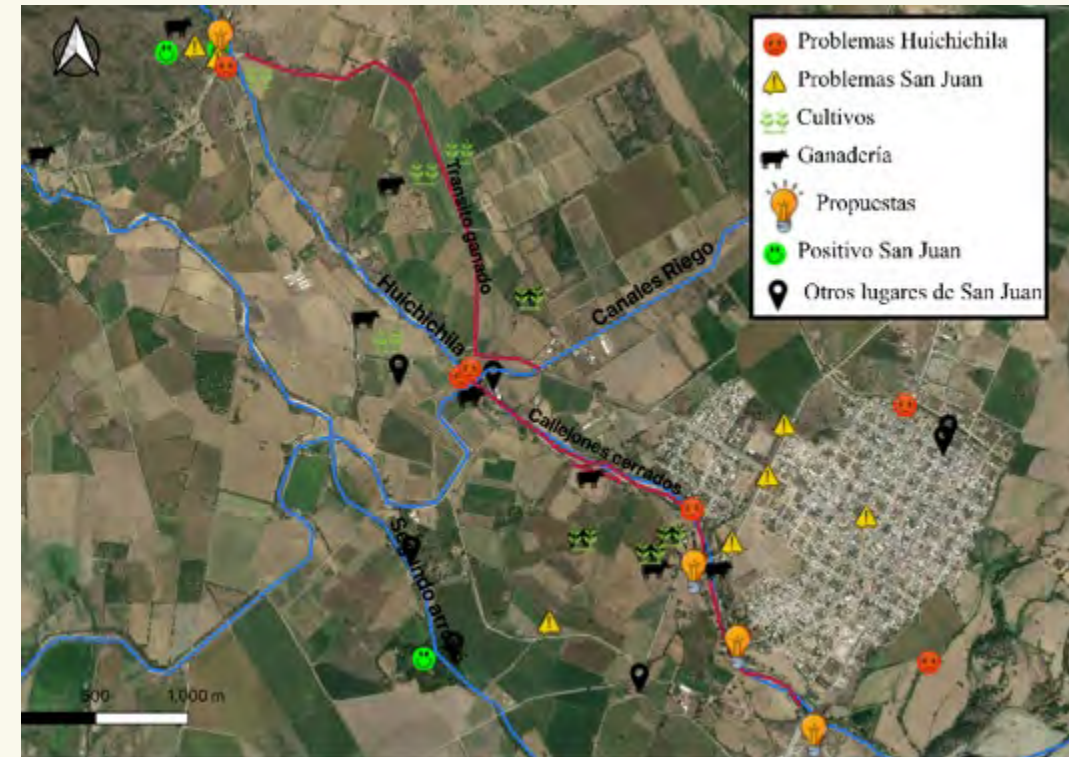 Problemas Huichichila
Problemas San Juan
Cultivos
Ganadería
Propuestas
Positivo San Juan
Otros lugares de San Juan
Transito ganado
Canales Riego
Huichichila
Callejones cerrados
500
1,000 m